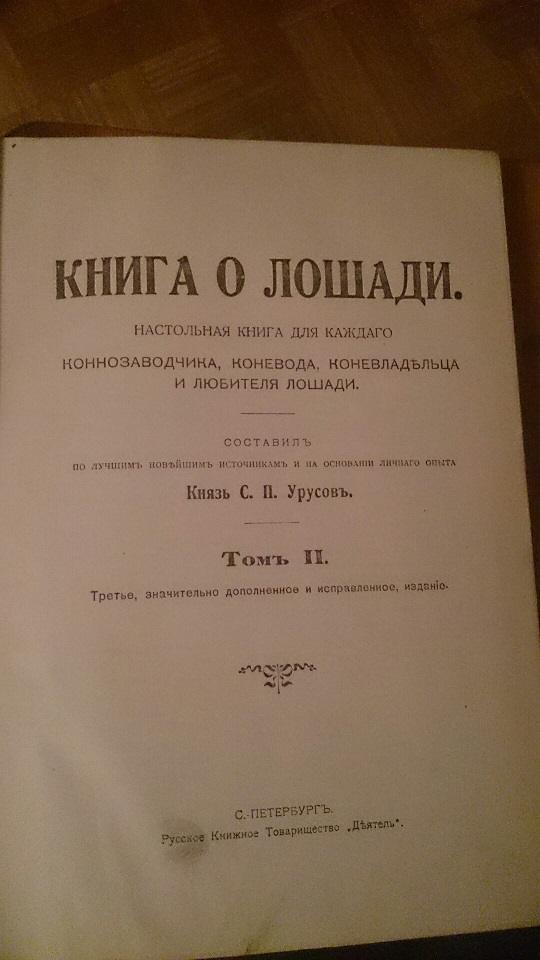 КНИГА О ЛОШАДИ.
НАСТОЛЬНАЯ КНИГА ДЛЯ КАЖДАГО
КОННОЗАВОДЧИКА, КОНЕВОДА, КОНЕВЛАДѢЛЬЦА
И ЛЮБИТЕЛЯ ЛОШАДИ.
СОСТАВИЛЪ
ПО ЛУЧШИМЪ НОВѢЙШИМЪ ИСТОЧНИКАМЪ И НА ОСНОВАНІИ ЛИЧНАГО ОПЫТА
Князь С. П. Урусовъ.
Томъ II.
Третье, значительно дополненное и исправленное, изданіе.
С.-ПЕТЕРБУРГЪ.
Русское Книжное Товарищество „Дѣятель“.